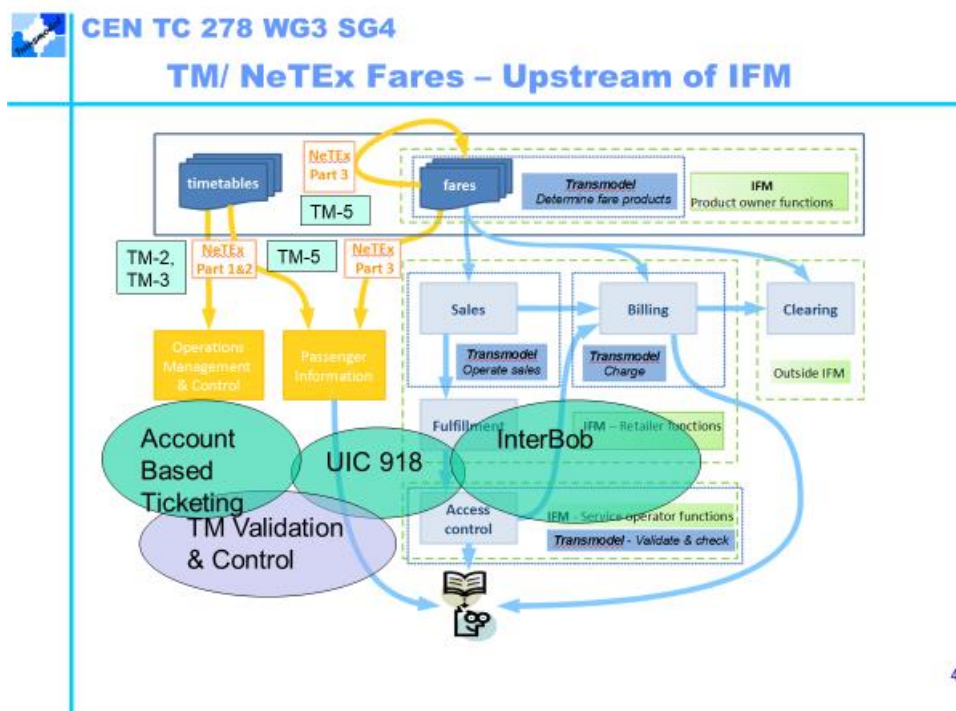 Transmodel
CEN TC 278 WG3 SG4
TM/ NeTEx Fares – Upstream of IFM
timetables
NeTEx
Part 3
TM-5
fares
Transmodel
Determine fare products
IFM
Product owner functions
TM-2,
TM-3
NeTEx
Part 1&2
TM-5
NeTEx
Part 3
Sales
Billing
Clearing
Operations
Management
& Control
Passenger
Information
Transmodel
Operate sales
Transmodel
Charge
Outside IFM
Fulfillment
IFM – Retailer functions
Account
Based
Ticketing
UIC 918
InterBob
TM Validation
& Control
Access
control
IFM - Service operator functions
Transmodel - Validate & check
4